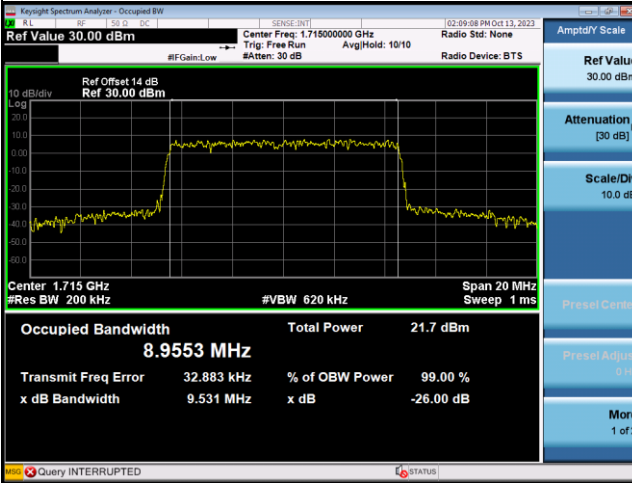 Keysight Spectrum Analyzer - Occupied BW
RL RF 50 Ω DC SENSE:INT 02:09:08 PM Oct 13, 2023
Ref Value 30.00 dBm
Center Freq: 1.715000000 GHz
Radio Std: None
Trig: Free Run Avg|Hold: 10/10
#IFGain:Low #Atten: 30 dB Radio Device: BTS
Ref Offset 14 dB
10 dB/div Ref 30.00 dBm
Log
20.0
10.0
0.00
-10.0
-20.0
-30.0
-40.0
-50.0
-60.0
Center 1.715 GHz Span 20 MHz
#Res BW 200 kHz #VBW 620 kHz Sweep 1 ms
Occupied Bandwidth Total Power 21.7 dBm
8.9553 MHz
Transmit Freq Error 32.883 kHz % of OBW Power 99.00 %
x dB Bandwidth 9.531 MHz x dB -26.00 dB
MSG Query INTERRUPTED STATUS
Amptd/Y Scale
Ref Value
30.00 dBm
Attenuation
[30 dB]
Scale/Di
10.0 dB
Presel Cente
Presel Adjus
0 H
More
1 of